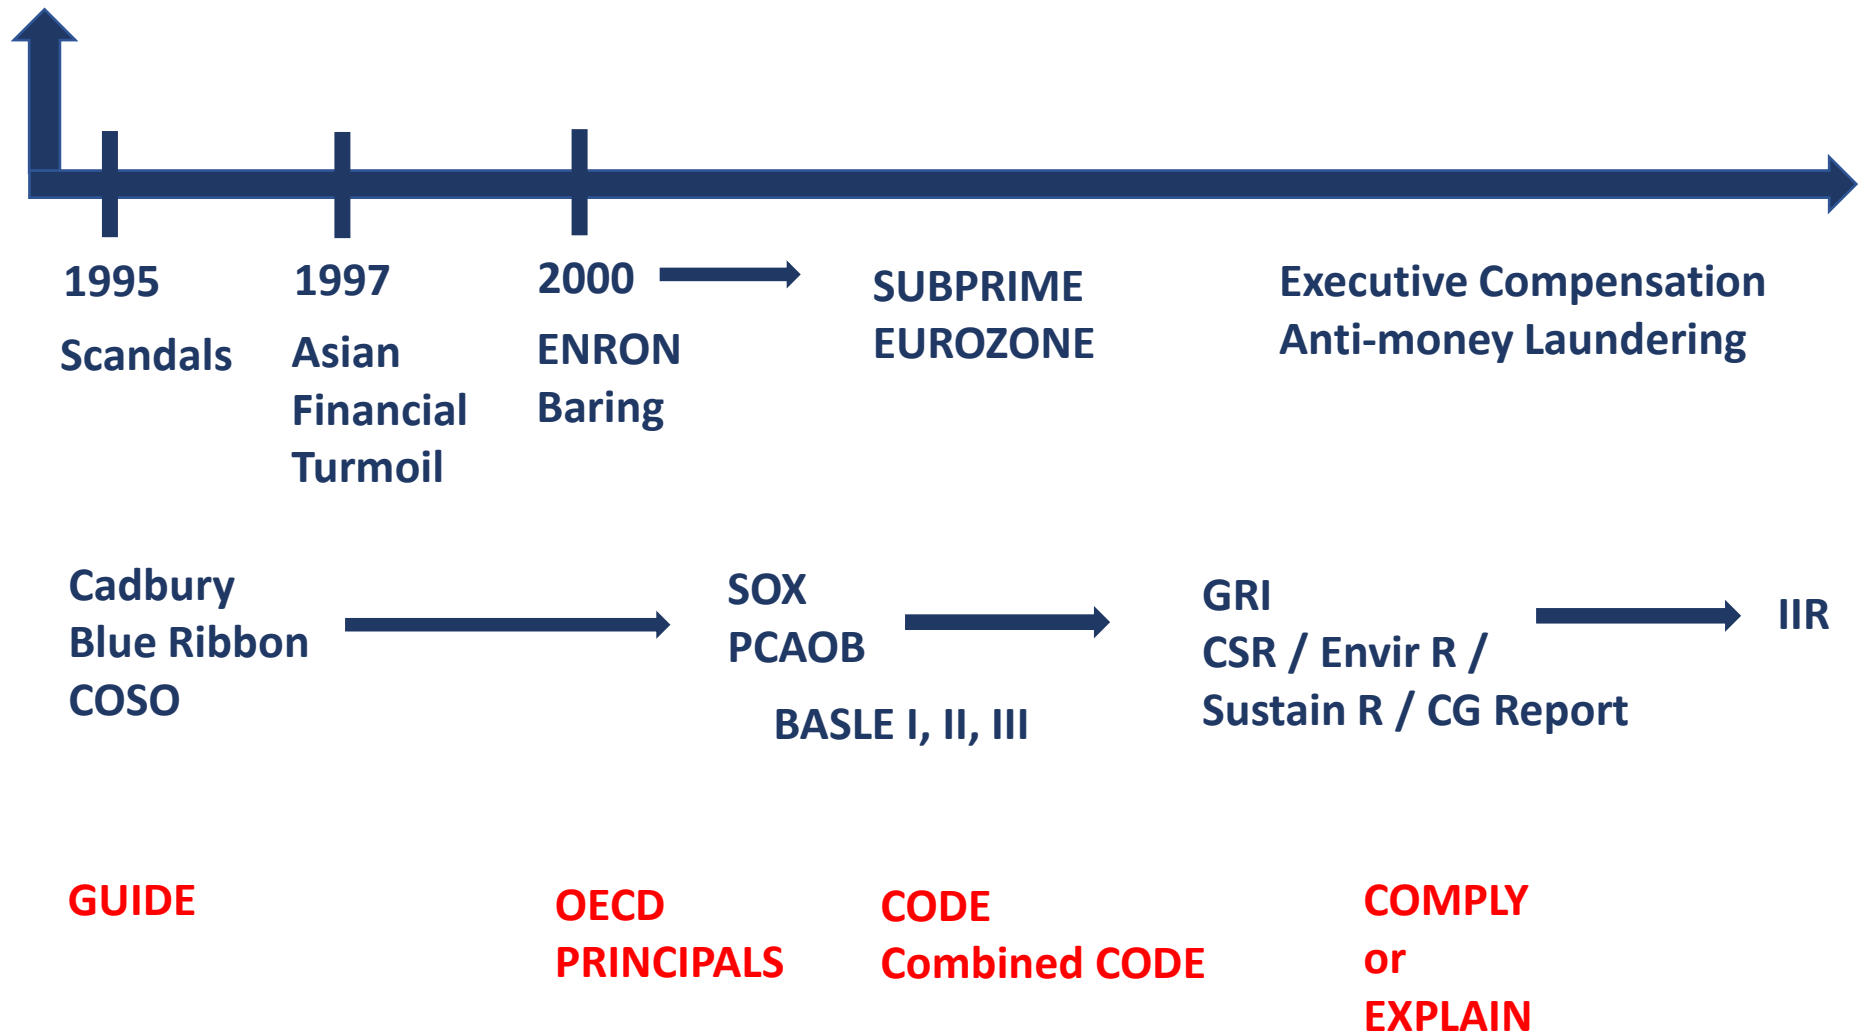 1995
Scandals
1997
Asian
Financial
Turmoil
2000
ENRON
Baring
SUBPRIME
EUROZONE
Executive Compensation
Anti-money Laundering
Cadbury
Blue Ribbon
COSO
SOX
PCAOB
BASLE I, II, III
GRI
CSR / Envir R /
Sustain R / CG Report
IIR
GUIDE
OECD
PRINCIPALS
CODE
Combined CODE
COMPLY
or
EXPLAIN